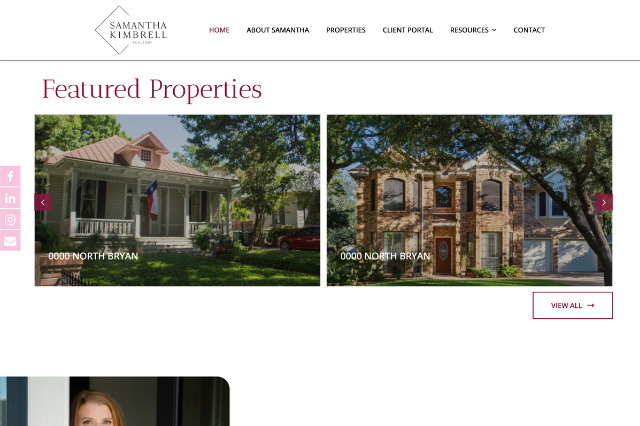 SAMANTHA
KIMBRELL
REALTOR®
HOME
ABOUT SAMANTHA
PROPERTIES
CLIENT PORTAL
RESOURCES
CONTACT
Featured Properties
0000 NORTH BRYAN
0000 NORTH BRYAN
VIEW ALL